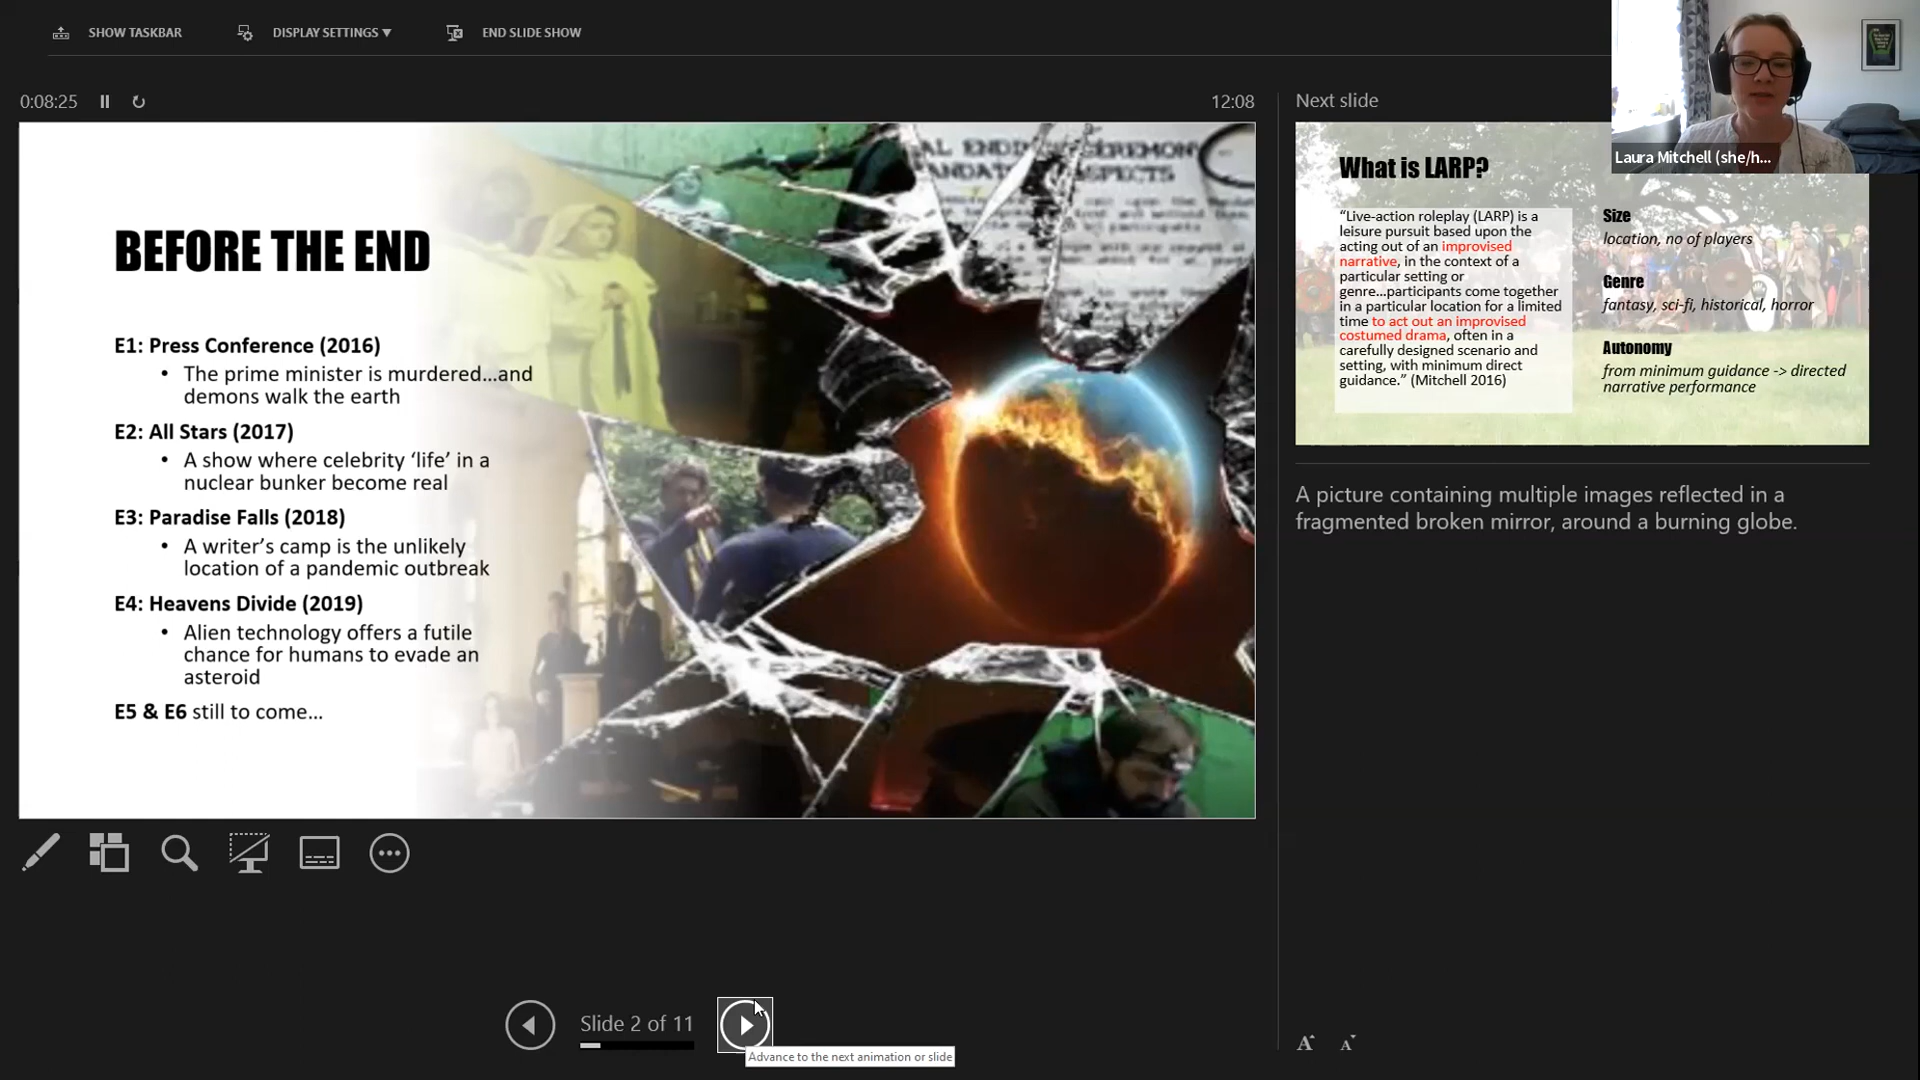 SHOW TASKBAR
DISPLAY SETTINGS ▼
END SLIDE SHOW
0:08:25
12:08
BEFORE THE END
E1: Press Conference (2016)
• The prime minister is murdered...and
demons walk the earth
E2: All Stars (2017)
• A show where celebrity ‘life’ in a
nuclear bunker become real
E3: Paradise Falls (2018)
• A writer’s camp is the unlikely
location of a pandemic outbreak
E4: Heavens Divide (2019)
• Alien technology offers a futile
chance for humans to evade an
asteroid
E5 & E6 still to come...
Next slide
Laura Mitchell (she/h...
What is LARP?
“Live-action roleplay (LARP) is a
leisure pursuit based upon the
acting out of an improvised
narrative, in the context of a
particular setting or
genre...participants come together
in a particular location for a limited
time to act out an improvised
costumed drama, often in a
carefully designed scenario and
setting, with minimum direct
guidance.” (Mitchell 2016)
Size
location, no of players
Genre
fantasy, sci-fi, historical, horror
Autonomy
from minimum guidance -> directed
narrative performance
A picture containing multiple images reflected in a
fragmented broken mirror, around a burning globe.
Slide 2 of 11
Advance to the next animation or slide
A A